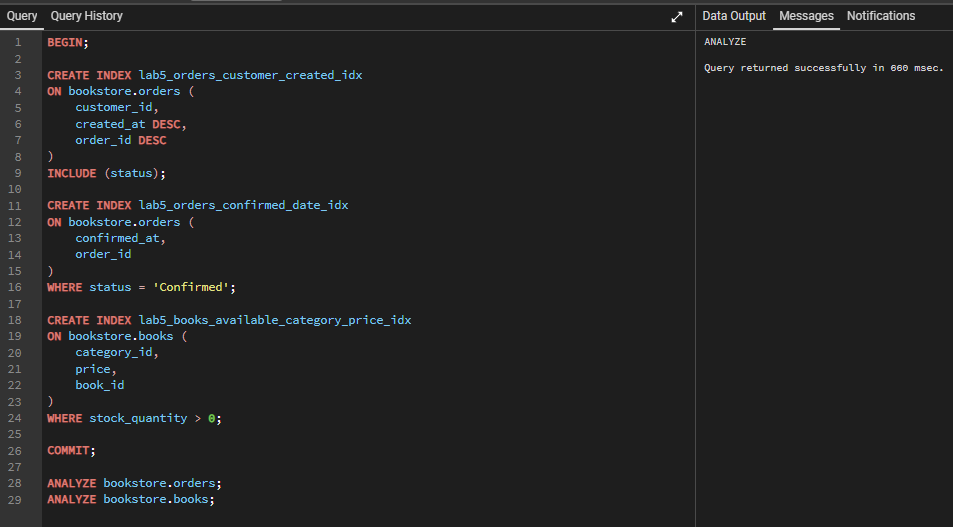 Query Query History
Data Output Messages Notifications
1 BEGIN;
2
3 CREATE INDEX lab5_orders_customer_created_idx
4 ON bookstore.orders (
5 customer_id,
6 created_at DESC,
7 order_id DESC
8 )
9 INCLUDE (status);
10
11 CREATE INDEX lab5_orders_confirmed_date_idx
12 ON bookstore.orders (
13 confirmed_at,
14 order_id
15 )
16 WHERE status = 'Confirmed';
17
18 CREATE INDEX lab5_books_available_category_price_idx
19 ON bookstore.books (
20 category_id,
21 price,
22 book_id
23 )
24 WHERE stock_quantity > 0;
25
26 COMMIT;
27
28 ANALYZE bookstore.orders;
29 ANALYZE bookstore.books;
ANALYZE
Query returned successfully in 660 msec.